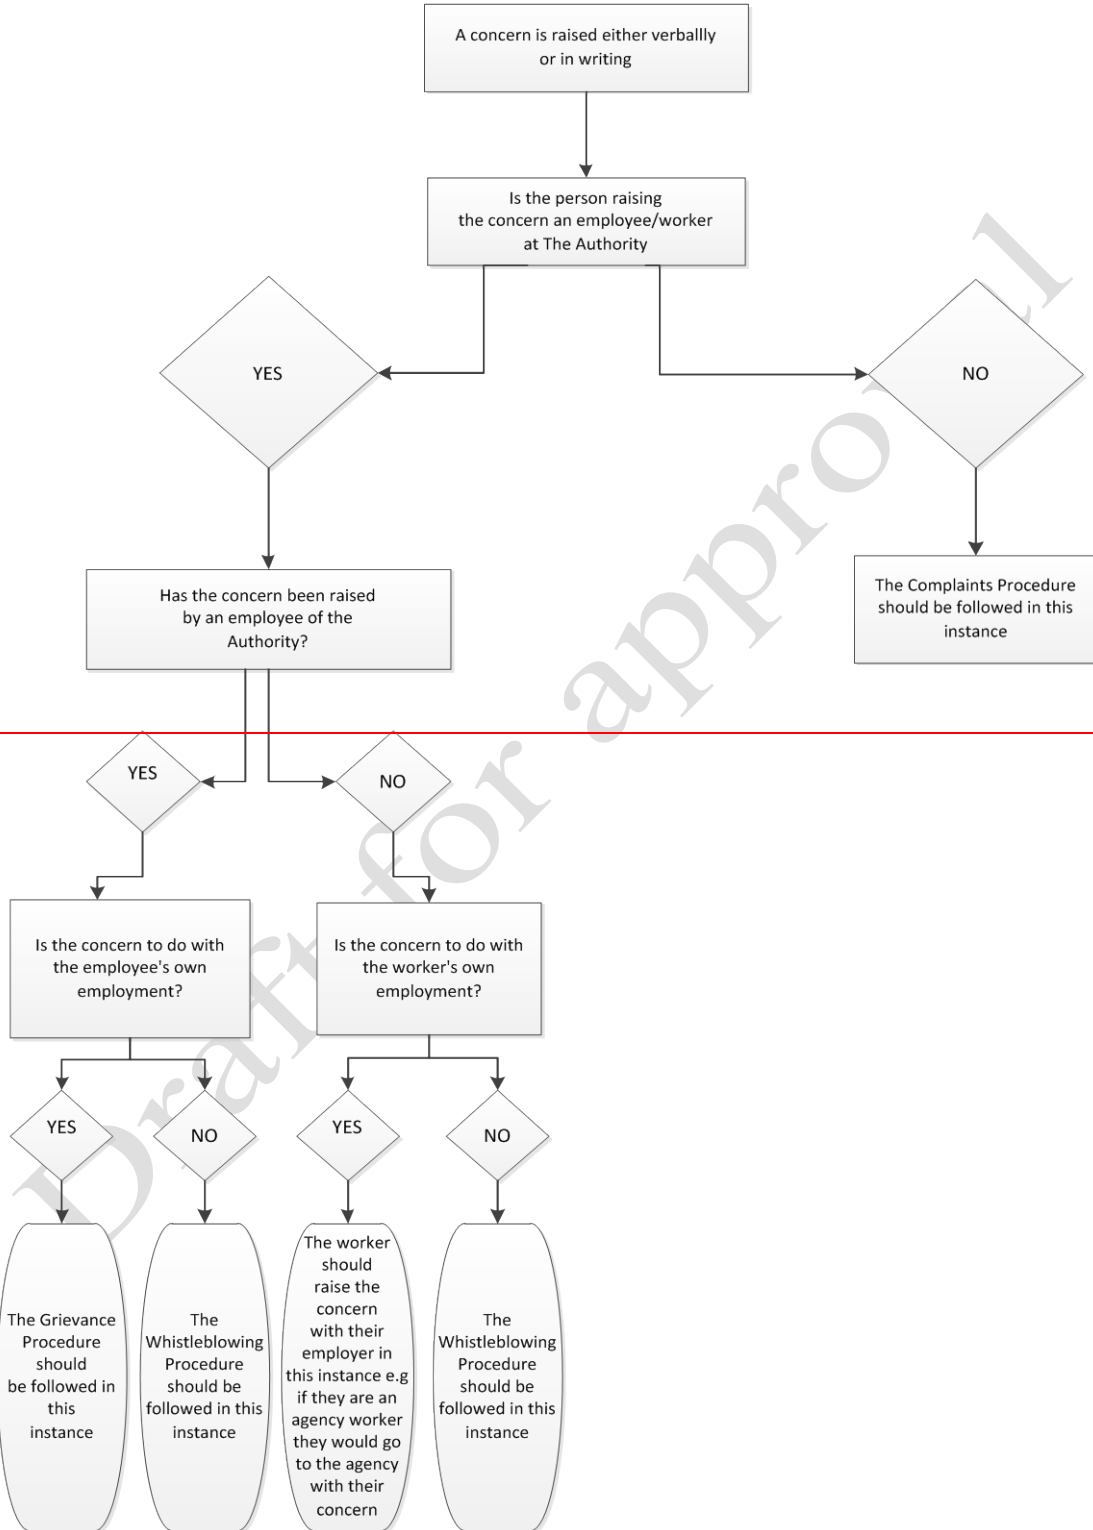 A concern is raised either verballly
or in writing
Is the person raising
the concern an employee/worker
at The Authority
YES
NO
The Complaints Procedure
should be followed in this
instance
Has the concern been raised
by an employee of the
Authority?
YES
NO
Is the concern to do with
the employee's own
employment?
Is the concern to do with
the worker's own
employment?
YES
NO
YES
NO
The Grievance
Procedure
should
be followed in
this
instance
The
Whistleblowing
Procedure
should be
followed in this
instance
The worker
should
raise the
concern
with their
employer in
this instance e.g
if they are an
agency worker
they would go
to the agency
with their
concern
The
Whistleblowing
Procedure
should be
followed in this
instance
Draft for approval